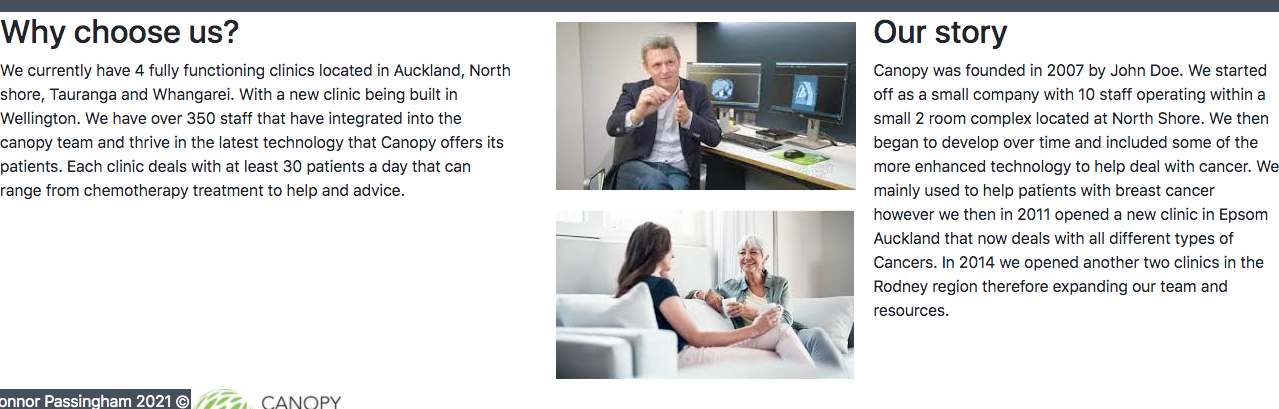 Why choose us?
We currently have 4 fully functioning clinics located in Auckland, North
shore, Tauranga and Whangarei. With a new clinic being built in
Wellington. We have over 350 staff that have integrated into the
canopy team and thrive in the latest technology that Canopy offers its
patients. Each clinic deals with at least 30 patients a day that can
range from chemotherapy treatment to help and advice.
Our story
Canopy was founded in 2007 by John Doe. We started
off as a small company with 10 staff operating within a
small 2 room complex located at North Shore. We then
began to develop over time and included some of the
more enhanced technology to help deal with cancer. We
mainly used to help patients with breast cancer
however we then in 2011 opened a new clinic in Epsom
Auckland that now deals with all different types of
Cancers. In 2014 we opened another two clinics in the
Rodney region therefore expanding our team and
resources.
onnor Passingham 2021 ©
CANOPY